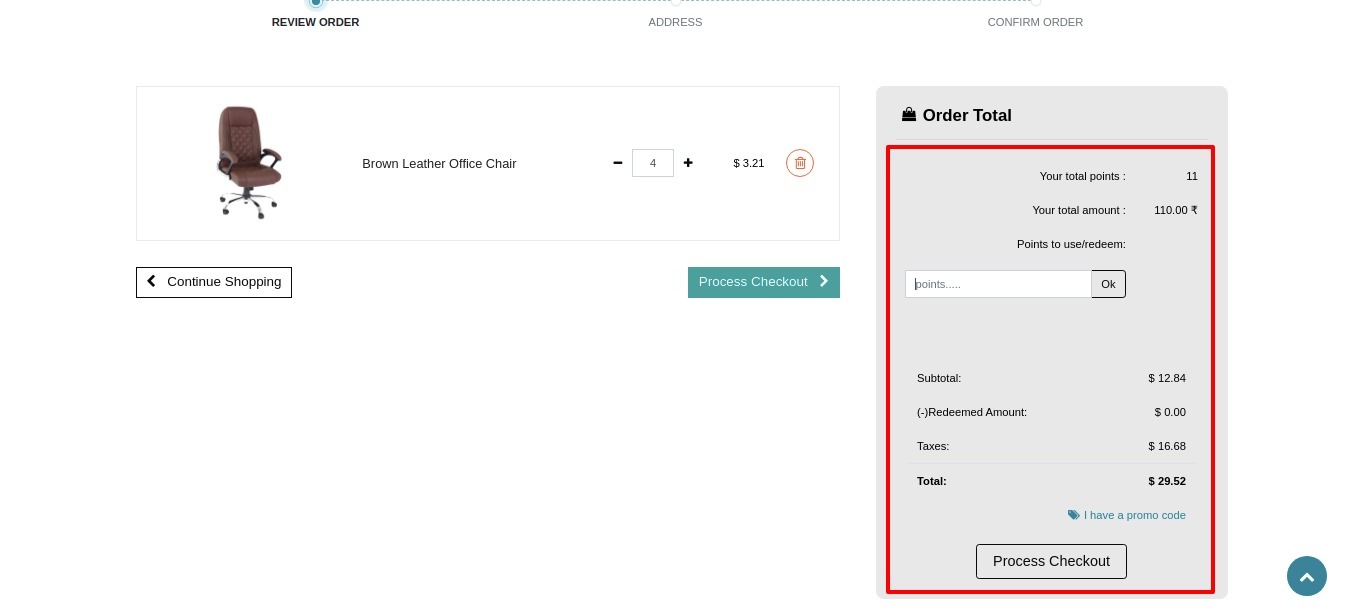 REVIEW ORDER ADDRESS CONFIRM ORDER
Brown Leather Office Chair 4 $ 3.21
Continue Shopping Process Checkout
Order Total
Your total points : 11
Your total amount : 110.00 ₹
Points to use/redeem:
points..... Ok
Subtotal: $ 12.84
(-)Redeemed Amount: $ 0.00
Taxes: $ 16.68
Total: $ 29.52
I have a promo code
Process Checkout